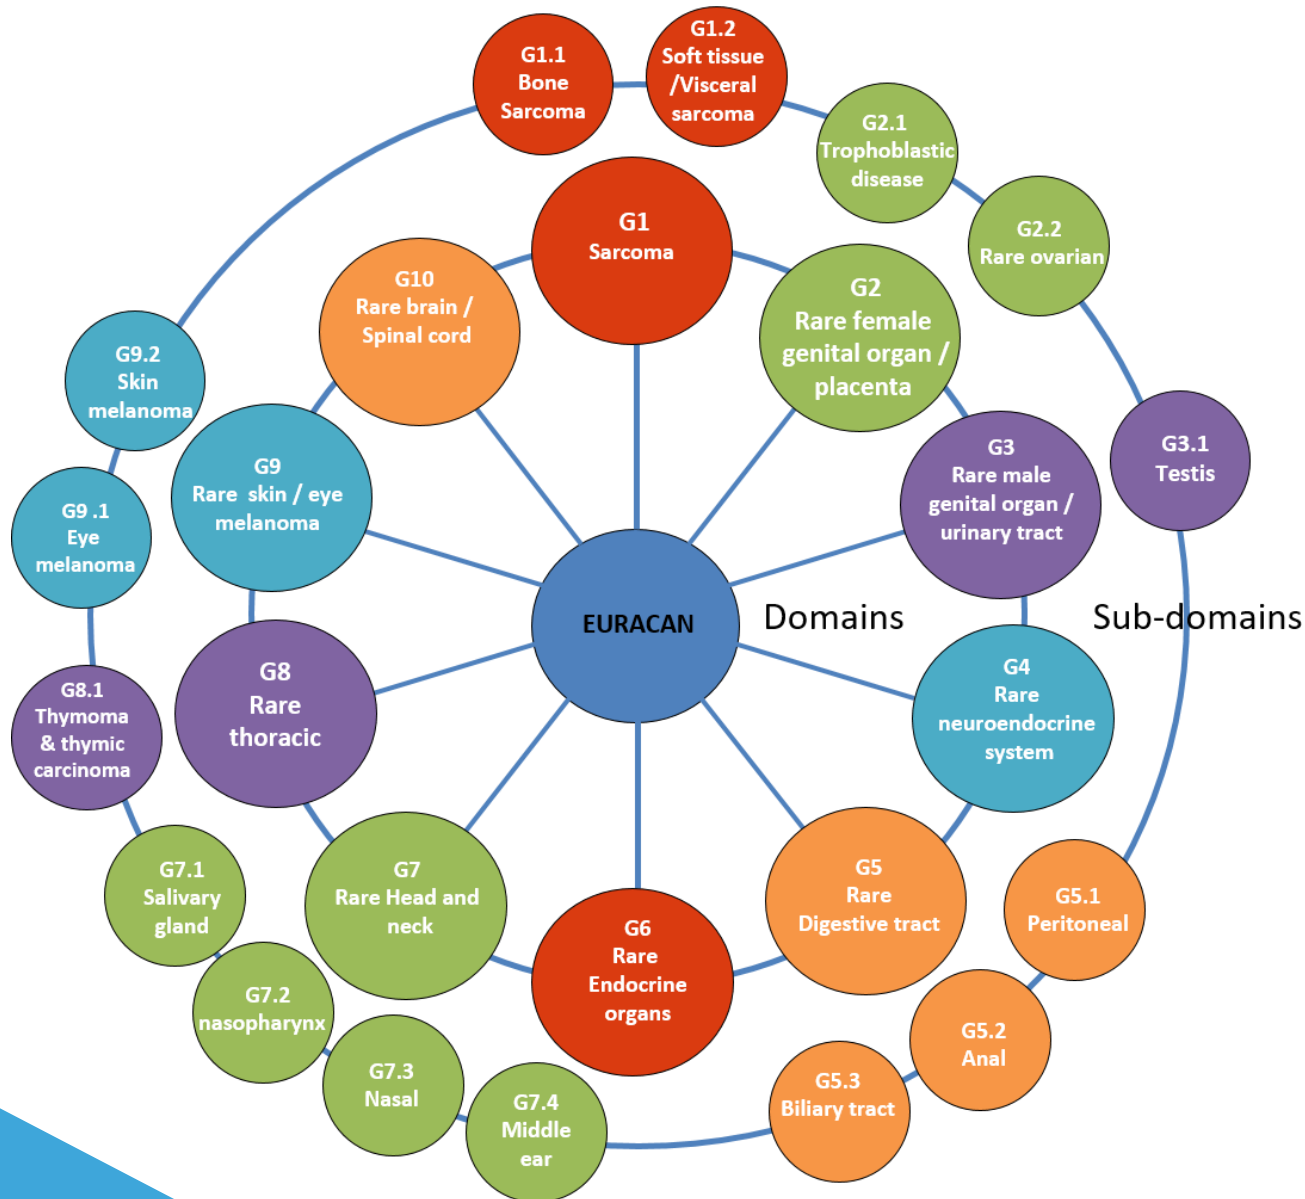 G1.1
Bone
Sarcoma
G1.2
Soft tissue
/Visceral
sarcoma
G2.1
Trophoblastic
disease
G2.2
Rare ovarian
G3.1
Testis
G1
Sarcoma
G2
Rare female
genital organ /
placenta
G3
Rare male
genital organ /
urinary tract
G4
Rare
neuroendocrine
system
G5
Rare
Digestive tract
G6
Rare
Endocrine
organs
G7
Rare Head and
neck
G8
Rare
thoracic
G9
Rare skin / eye
melanoma
G10
Rare brain /
Spinal cord
EURACAN
Domains
Sub-domains
G5.1
Peritoneal
G5.2
Anal
G5.3
Biliary tract
G7.4
Middle
ear
G7.3
Nasal
G7.2
nasopharynx
G7.1
Salivary
gland
G8.1
Thymoma
& thymic
carcinoma
G9 .1
Eye
melanoma
G9.2
Skin
melanoma